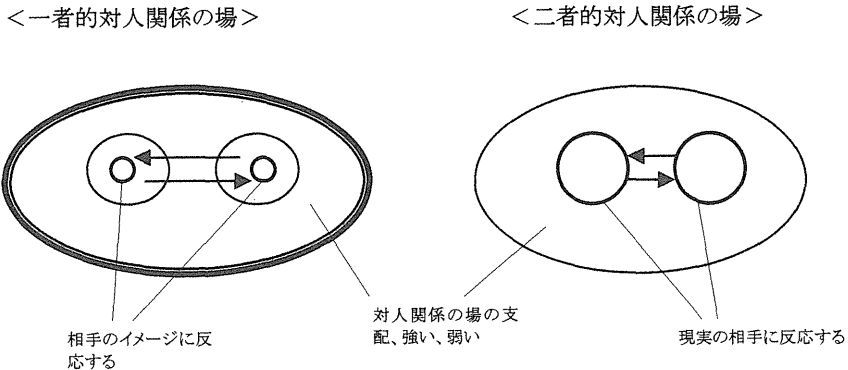 ＜一者的対人関係の場＞
＜二者的対人関係の場＞
相手のイメージに反
応する
対人関係の場の支
配、強い、弱い
現実の相手に反応する